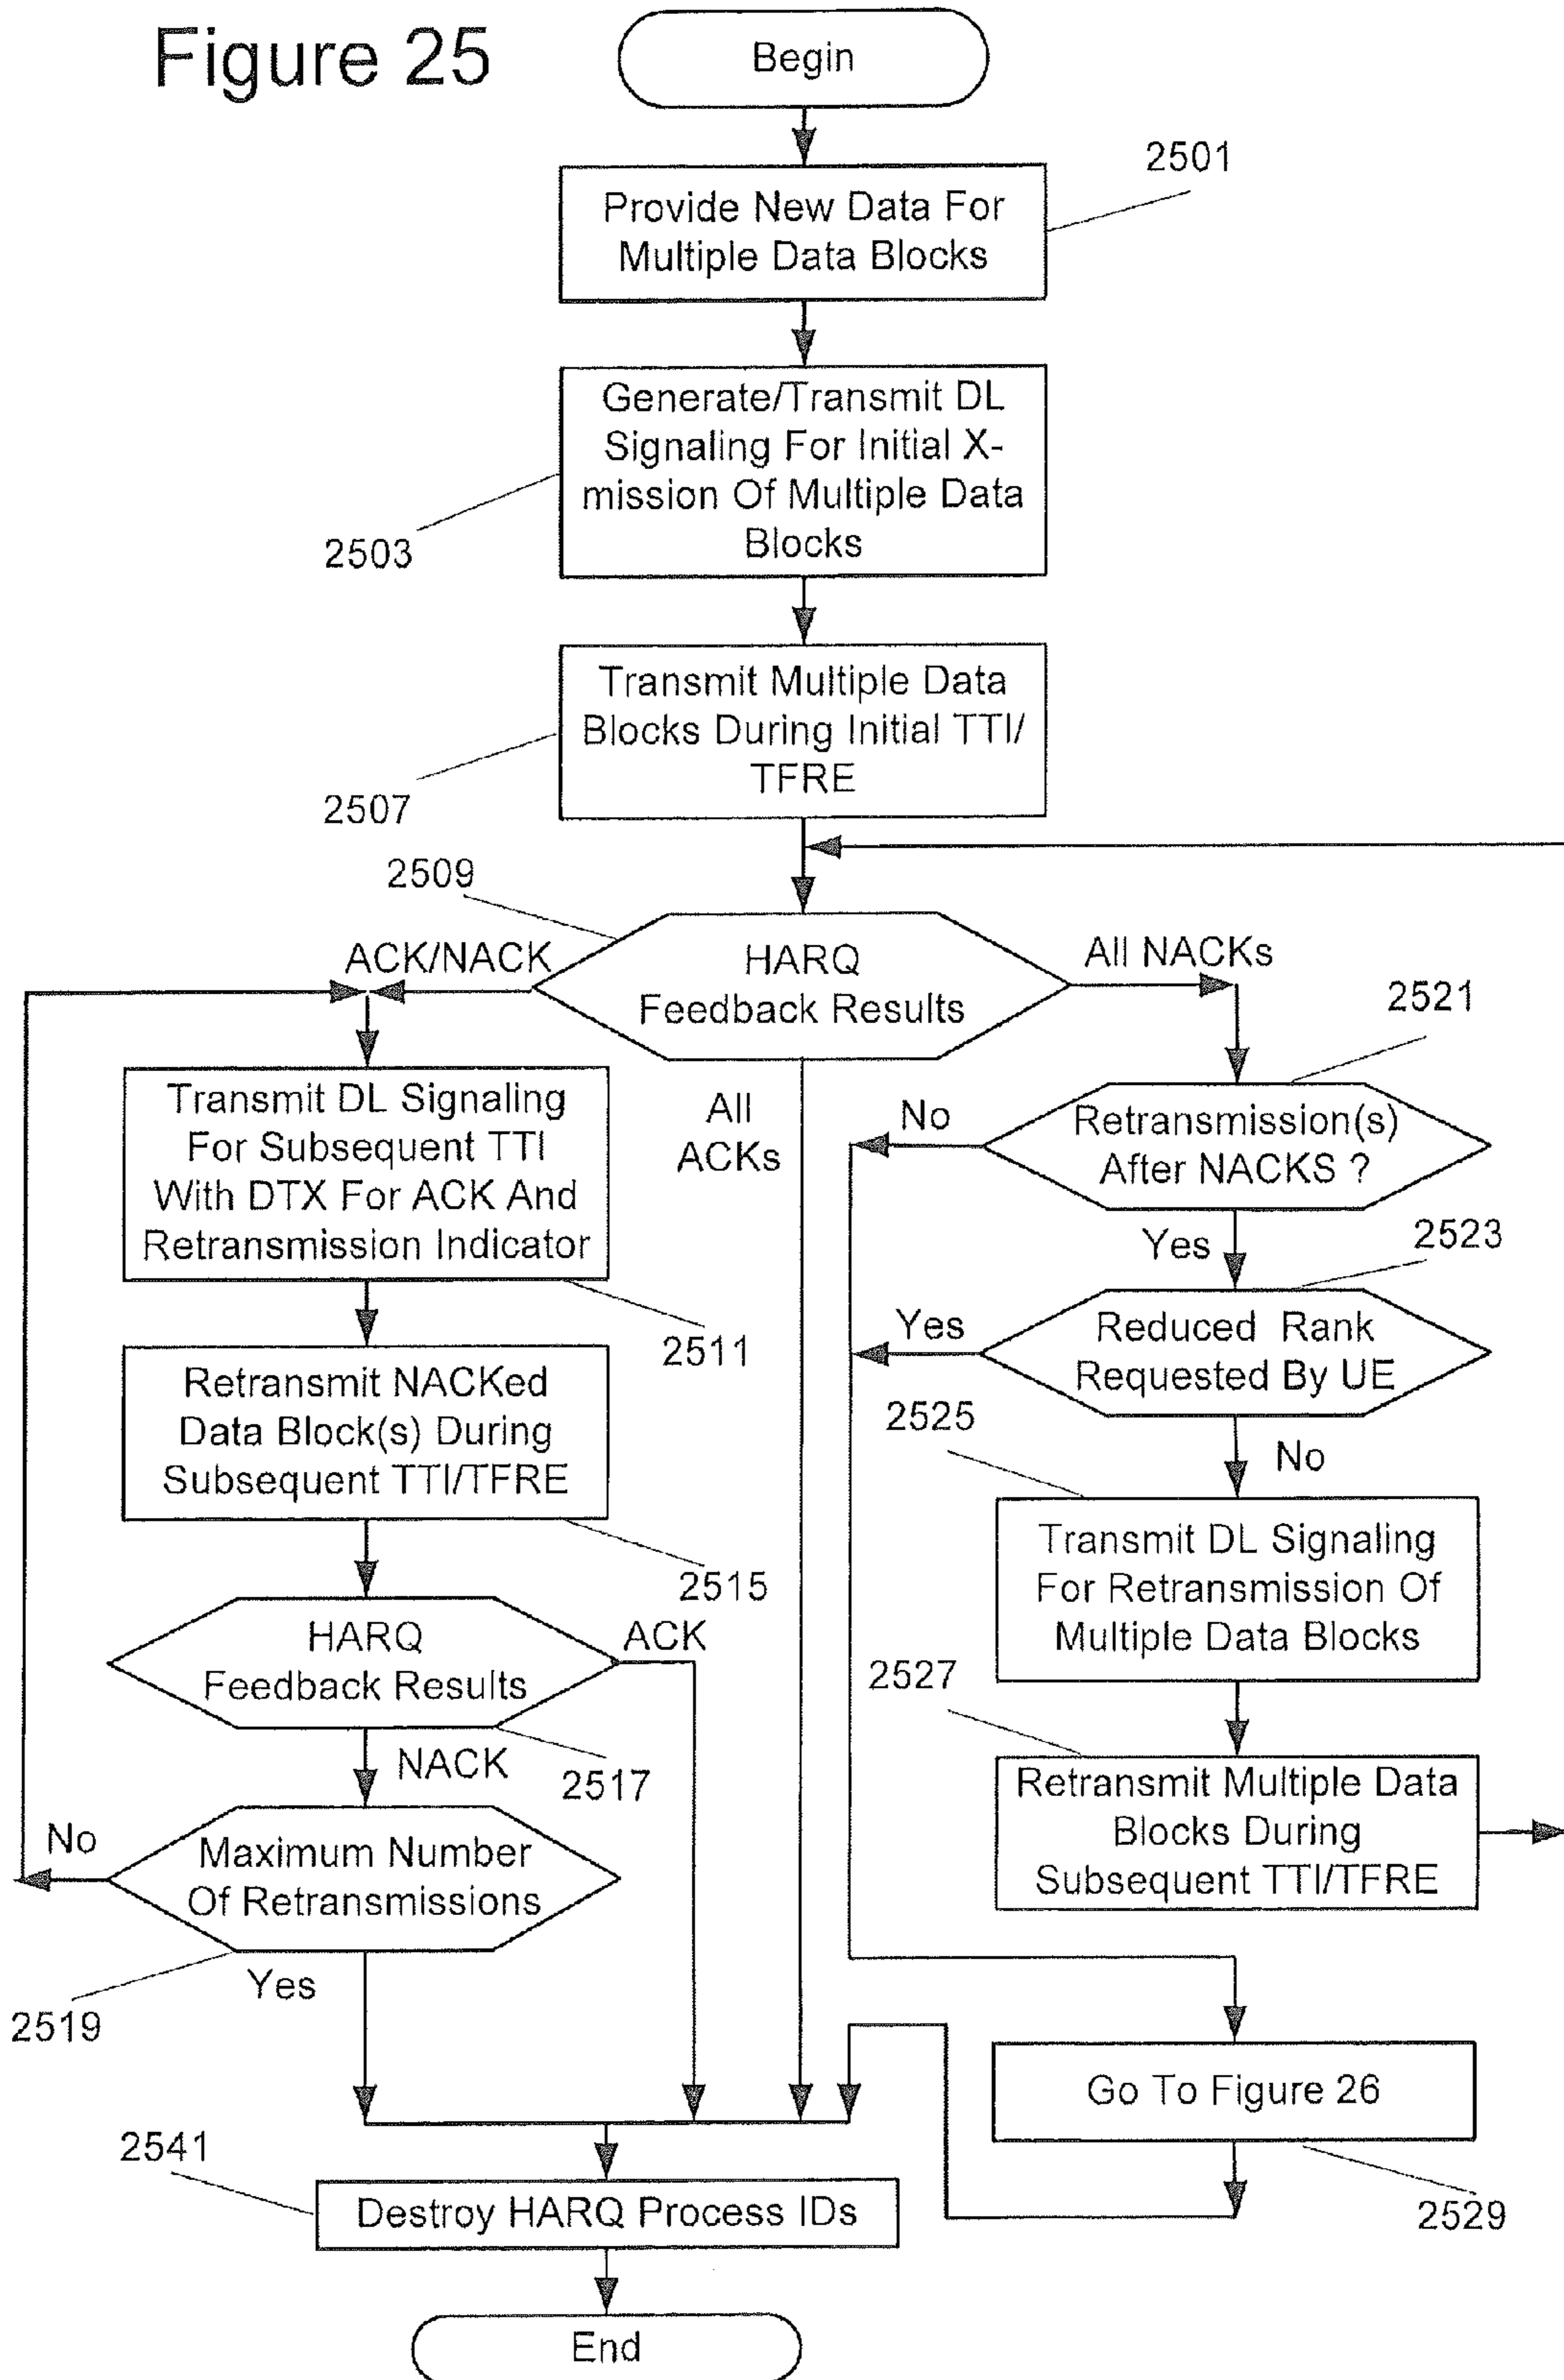 Figure 25
Begin
2501
Provide New Data For
Multiple Data Blocks
Generate/Transmit DL
Signaling For Initial X-
mission Of Multiple Data
Blocks
2503
Transmit Multiple Data
Blocks During Initial TTI/
TFRE
2507
2509
HARQ
Feedback Results
ACK/NACK
All NACKs
All
ACKs
2521
Transmit DL Signaling
For Subsequent TTI
With DTX For ACK And
Retransmission Indicator
2511
Retransmission(s)
After NACKS ?
No
Yes
2523
Reduced Rank
Requested By UE
Yes
No
2525
Retransmit NACKed
Data Block(s) During
Subsequent TTI/TFRE
2515
Transmit DL Signaling
For Retransmission Of
Multiple Data Blocks
HARQ
Feedback Results
ACK
NACK
2517
2527
Retransmit Multiple Data
Blocks During
Subsequent TTI/TFRE
Maximum Number
Of Retransmissions
No
Yes
2519
Go To Figure 26
2529
2541
Destroy HARQ Process IDs
End